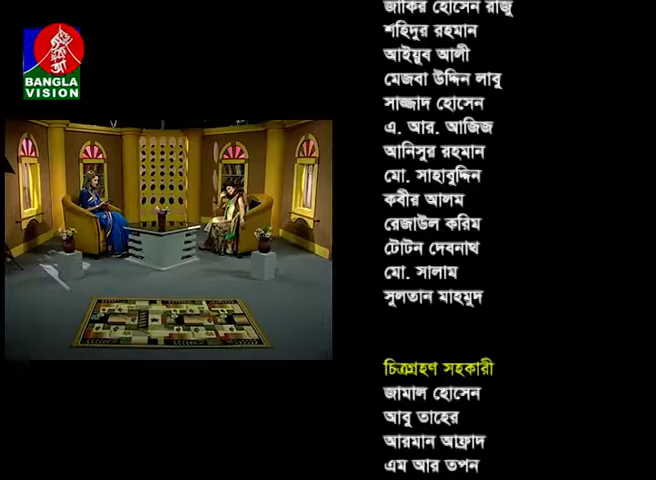 BANGLA
VISION
জাকির হোসেন রাজু
শহিদুর রহমান
আইয়ুব আলী
মেজবা উদ্দিন লাবু
সাজ্জাদ হোসেন
এ. আর. আজিজ
আনিসুর রহমান
মো. সাহাবুদ্দিন
কবীর আলম
রেজাউল করিম
টোটন দেবনাথ
মো. সালাম
সুলতান মাহমুদ
চিত্রগ্রহণ সহকারী
জামাল হোসেন
আবু তাহের
আরমান আফ্রাদ
এম আর তপন